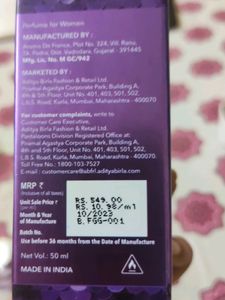 Perfume for Woman
MANUFACTURED BY :
Aroma De France, Plot No. 324, Vill. Ranu,
Tk. Padra, Dist. Vadodara, Gujarat - 391445
Mfg. Lic. No. M GC/942
MARKETED BY :
Aditya Birla Fashion & Retail Ltd.
Piramal Agastya Corporate Park, Building A,
4th & 5th Floor, Unit No. 401, 403, 501, 502,
L.B.S. Road, Kurla, Mumbai, Maharashtra - 400070
For customer complaints, write to
Customer Care Executive.
Aditya Birla Fashion & Retail Ltd.
Pantaloons Division Registered Office at:
Piramal Agastya Corporate Park, Building A,
4th and 5th Floor, Unit No. 401, 403, 501, 502,
L.B.S. Road, Kurla, Mumbai, Maharashtra - 400070
Toll Free No.: 1800-103-7527
E-mail : customercare@abfrl.adityabirla.com
MRP ₹
(Inclusive of all taxes)
RS. 549.00
Unit Sale Price ₹
RS. 10.98/ml
Month & Year
of Manufacture
10/2023
Batch No.
B. FGG-001
Use before 36 months from the Date of Manufacture
Net Vol.: 50 ml
MADE IN INDIA